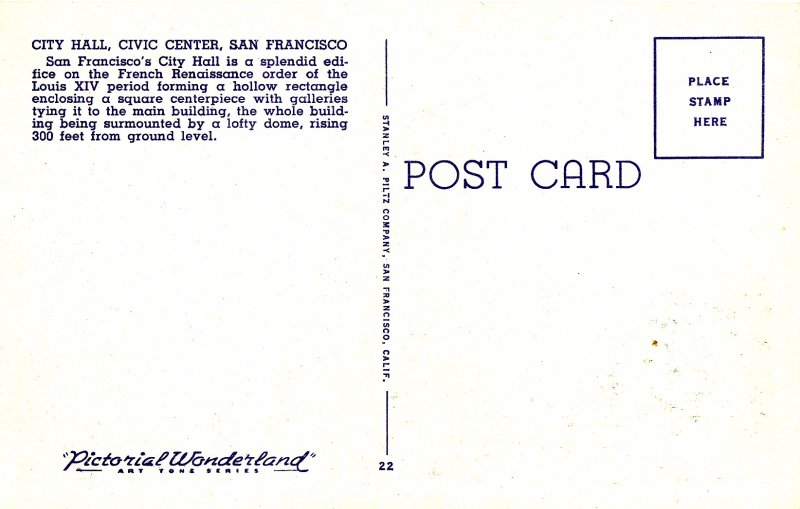 CITY HALL, CIVIC CENTER, SAN FRANCISCO
San Francisco's City Hall is a splendid edi-
fice on the French Renaissance order of the
Louis XIV period forming a hollow rectangle
enclosing a square centerpiece with galleries
tying it to the main building, the whole build-
ing being surmounted by a lofty dome, rising
300 feet from ground level.
"Pictorial Wonderland"
ART TONE SERIES
STANLEY A. PILTZ COMPANY, SAN FRANCISCO, CALIF.
22
POST CARD
PLACE
STAMP
HERE